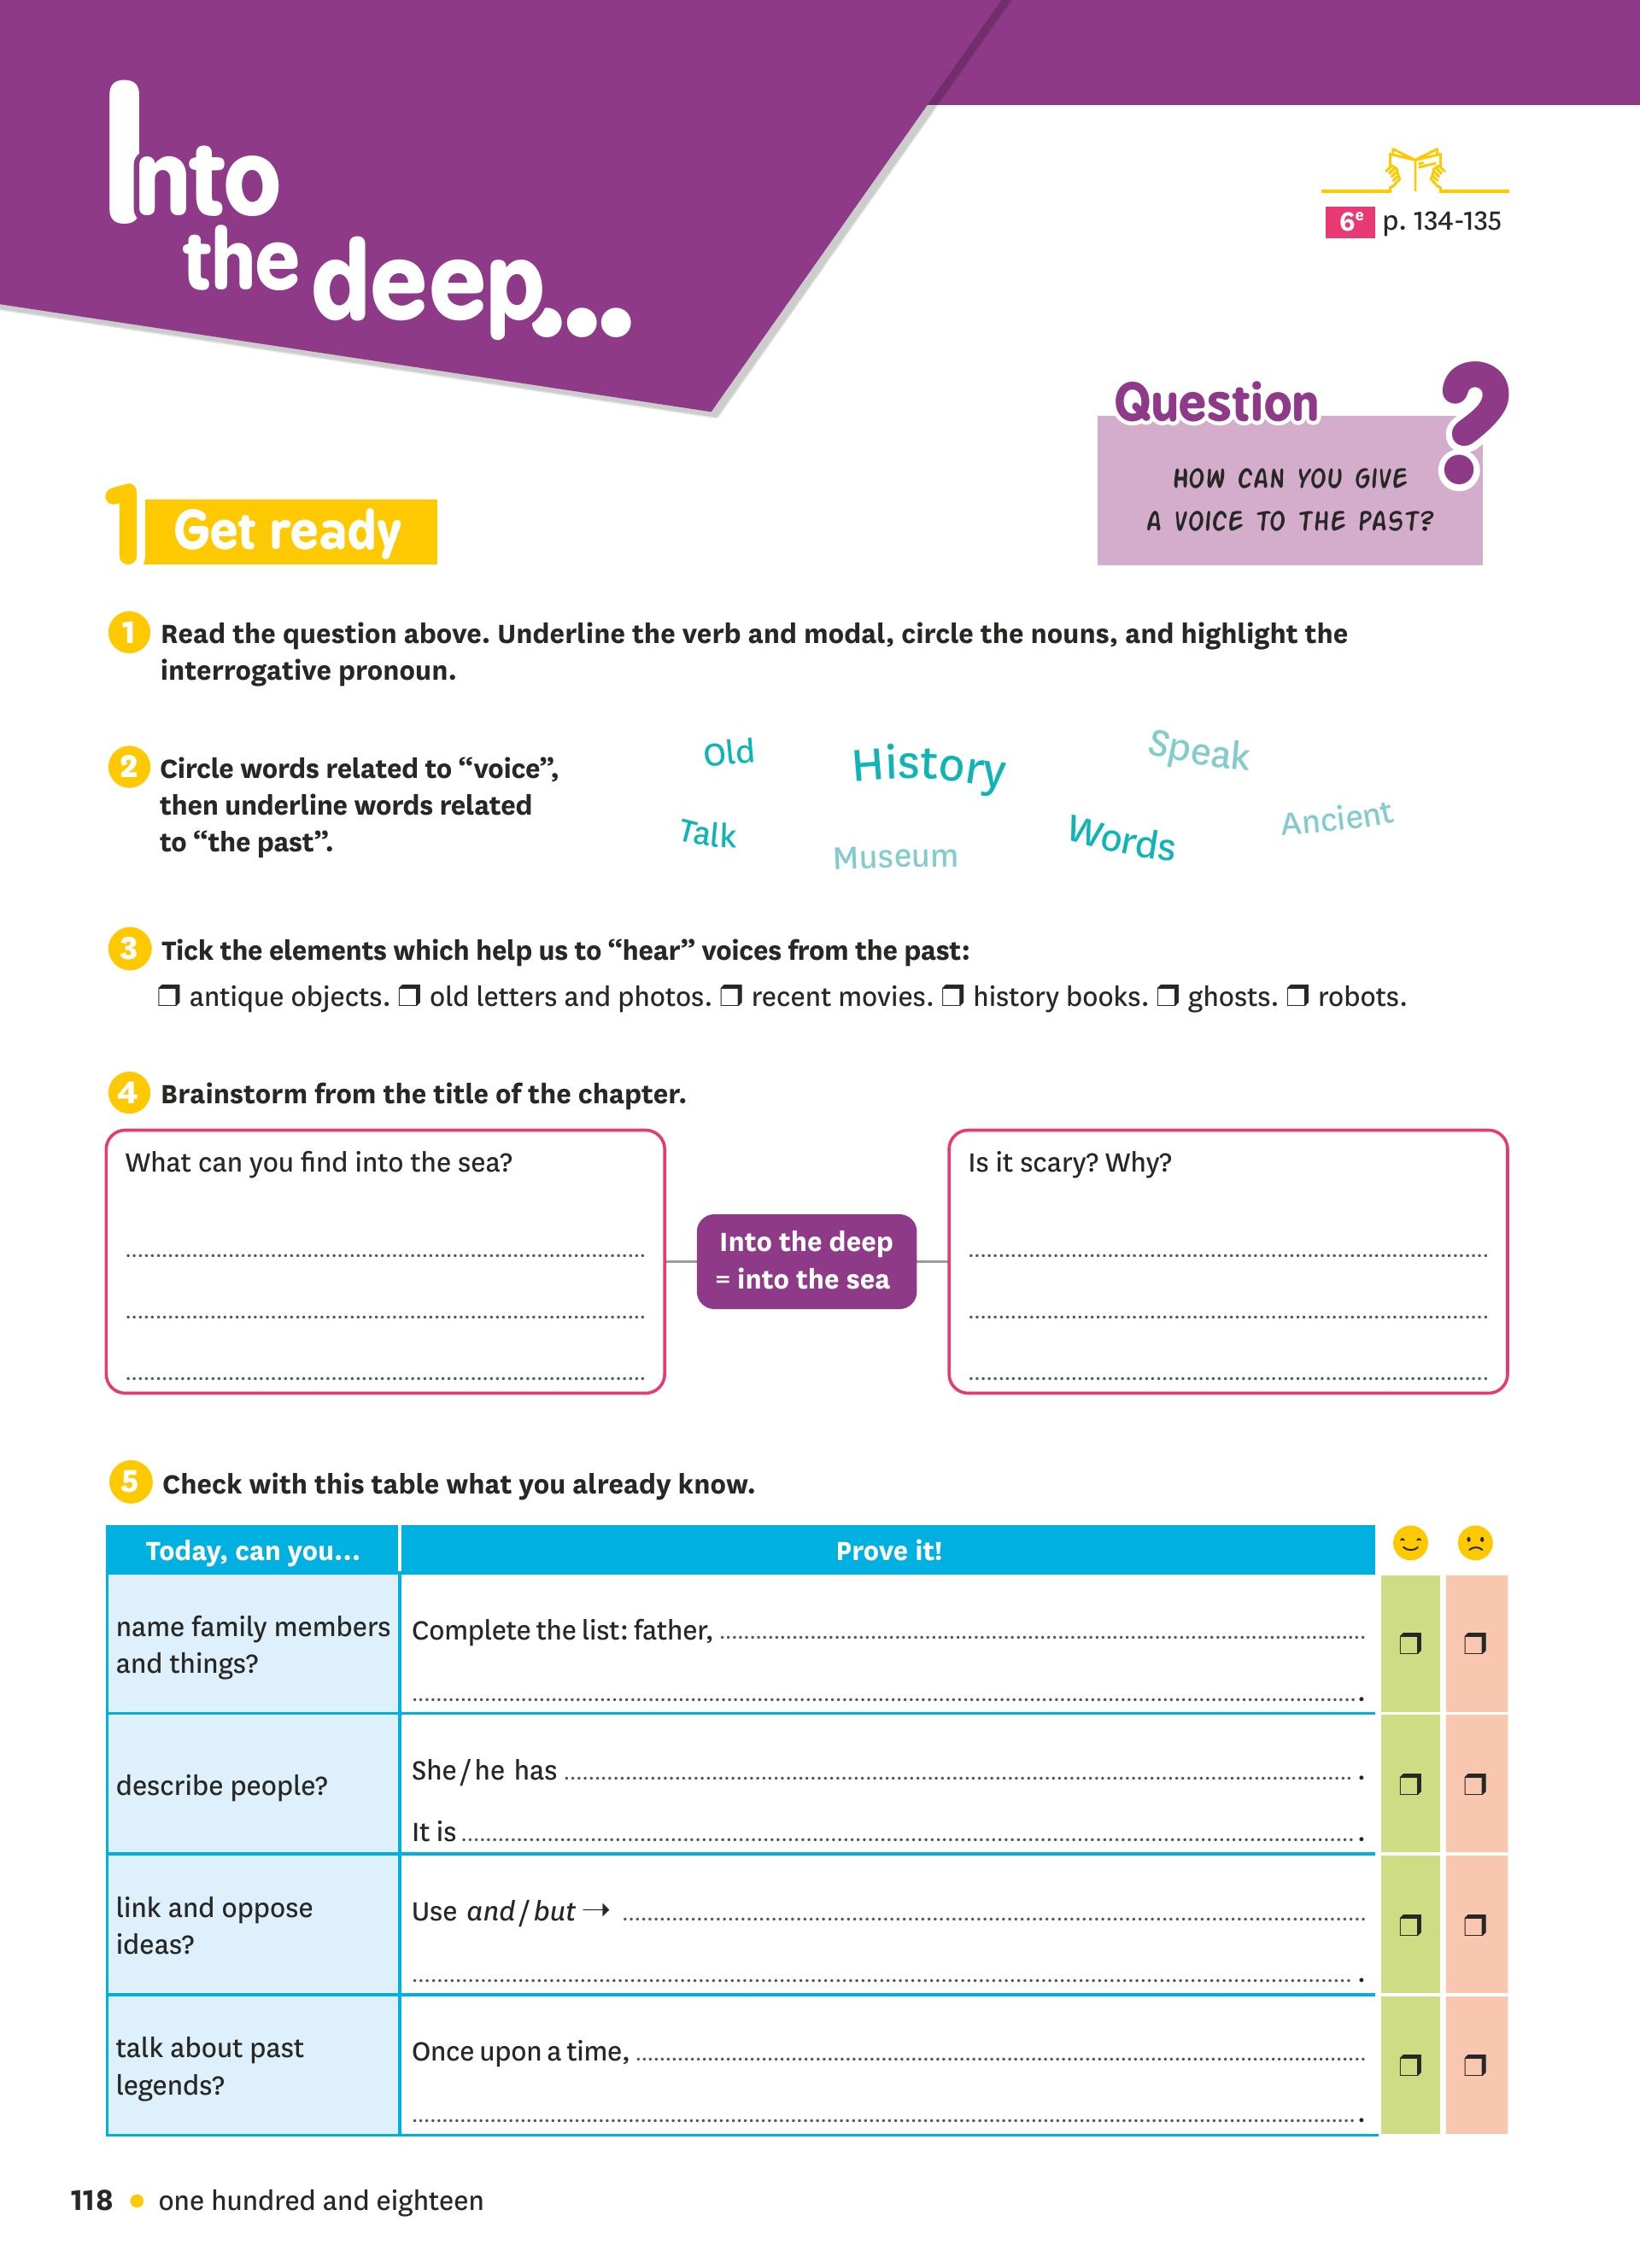 Into
the deep...
6e p. 134-135
Question ?
HOW CAN YOU GIVE
A VOICE TO THE PAST?
1 Get ready
1 Read the question above. Underline the verb and modal, circle the nouns, and highlight the
interrogative pronoun.
2 Circle words related to “voice”,
then underline words related
to “the past”.
Old History Speak
Talk Museum Words Ancient
3 Tick the elements which help us to “hear” voices from the past:
❒ antique objects. ❒ old letters and photos. ❒ recent movies. ❒ history books. ❒ ghosts. ❒ robots.
4 Brainstorm from the title of the chapter.
What can you find into the sea?
Into the deep
= into the sea
Is it scary? Why?
5 Check with this table what you already know.
Today, can you... Prove it!
name family members
and things?
Complete the list: father, ..........
..........
describe people?
She / he has ..........
It is ..........
link and oppose
ideas?
Use and / but → ..........
..........
talk about past
legends?
Once upon a time, ..........
..........
118 • one hundred and eighteen